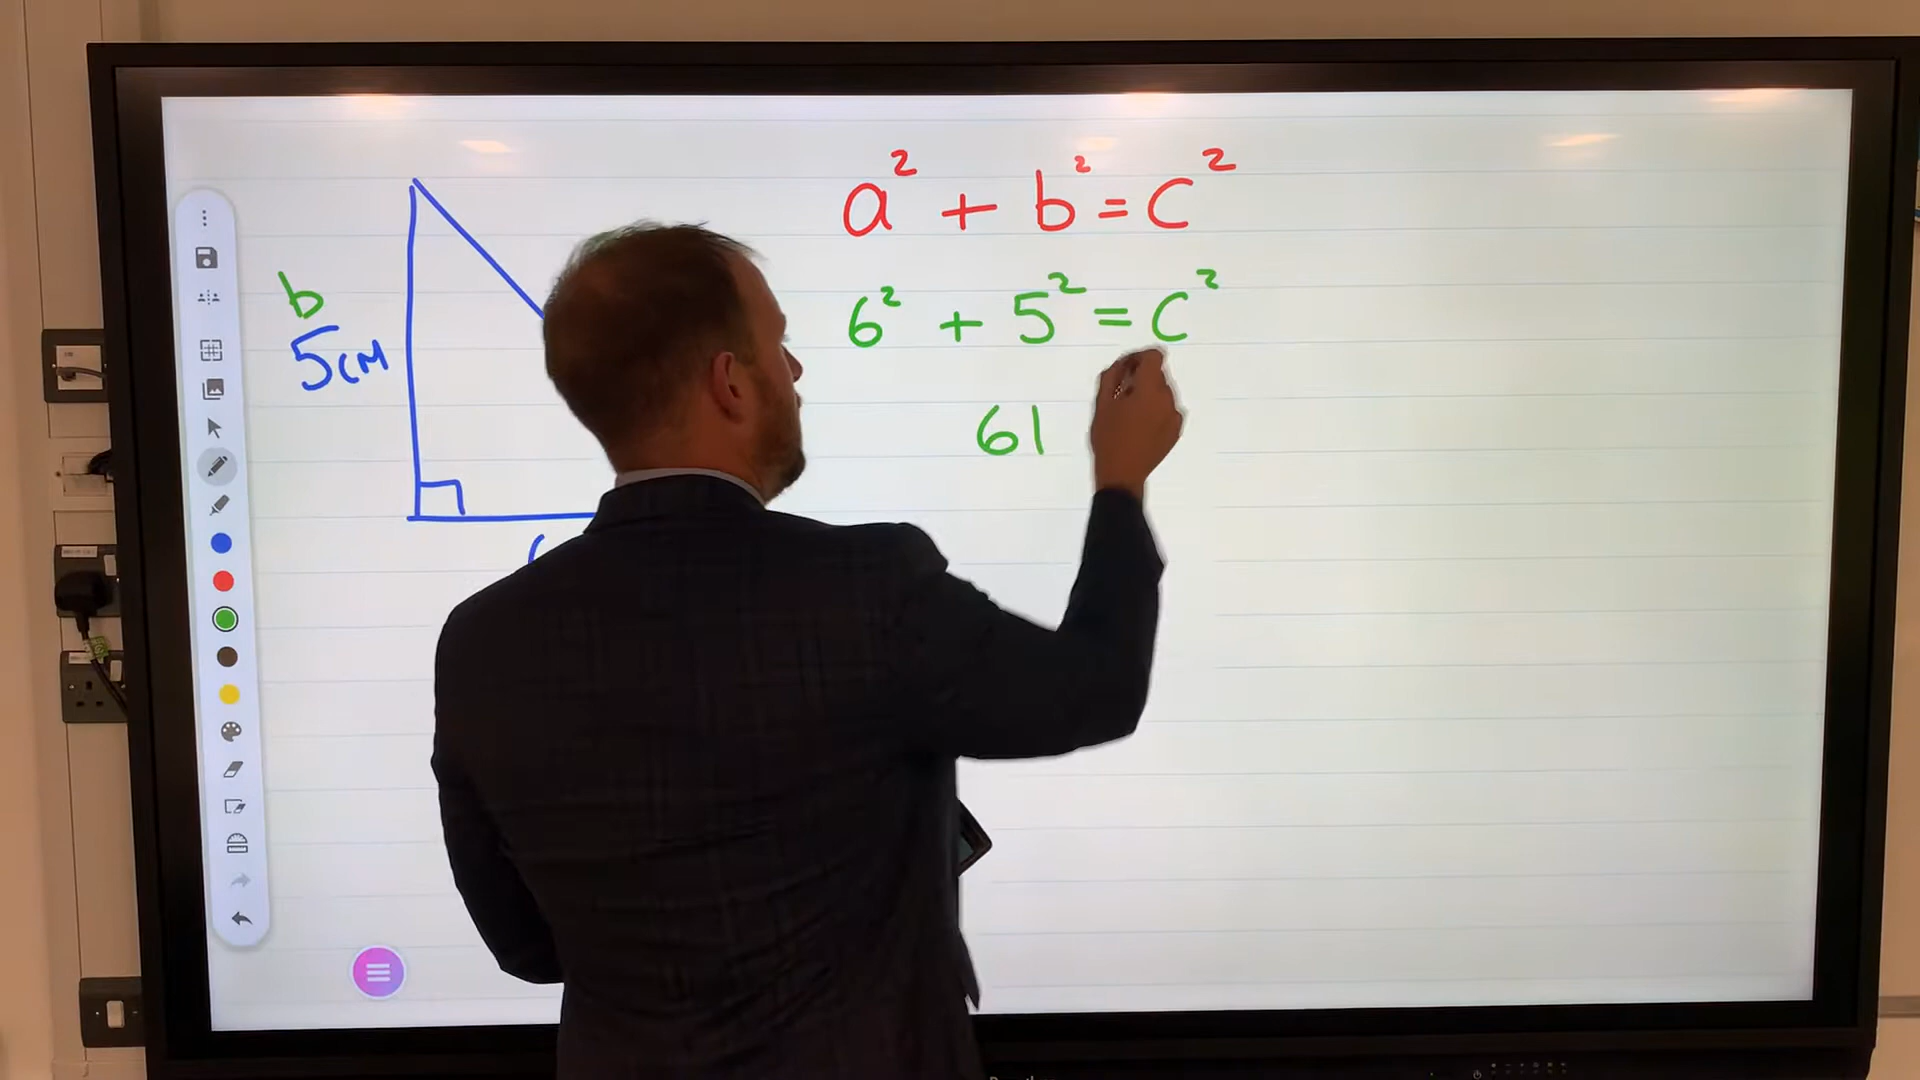 a² + b² = c²
6² + 5² = c²
61
b
5cm